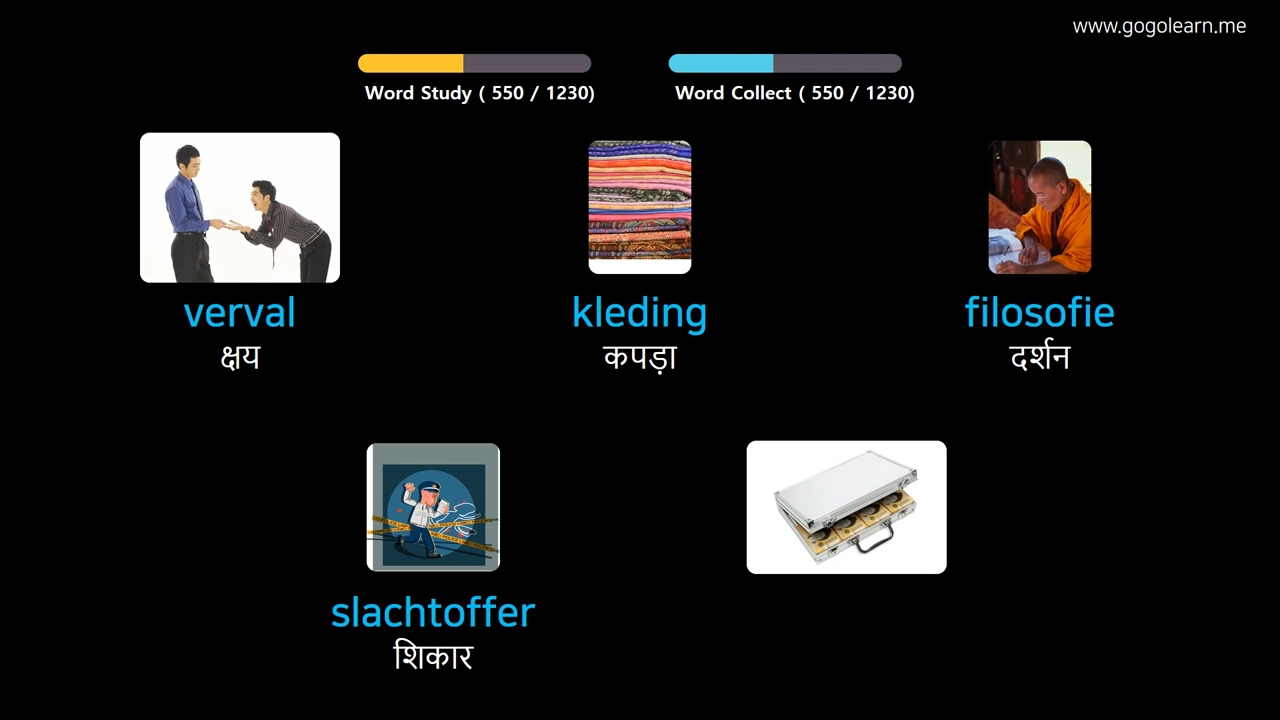 www.gogolearn.me
Word Study ( 550 / 1230)
Word Collect ( 550 / 1230)
verval
क्षय
kleding
कपड़ा
filosofie
दर्शन
slachtoffer
शिकार